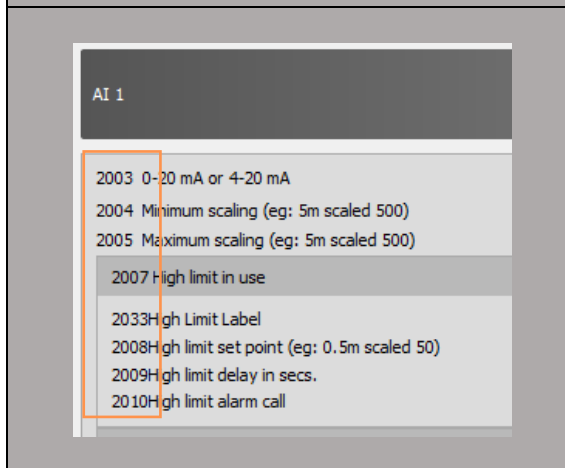 AI 1
2003 0-20 mA or 4-20 mA
2004 Minimum scaling (eg: 5m scaled 500)
2005 Maximum scaling (eg: 5m scaled 500)
2007 High limit in use
2033High Limit Label
2008High limit set point (eg: 0.5m scaled 50)
2009High limit delay in secs.
2010High limit alarm call